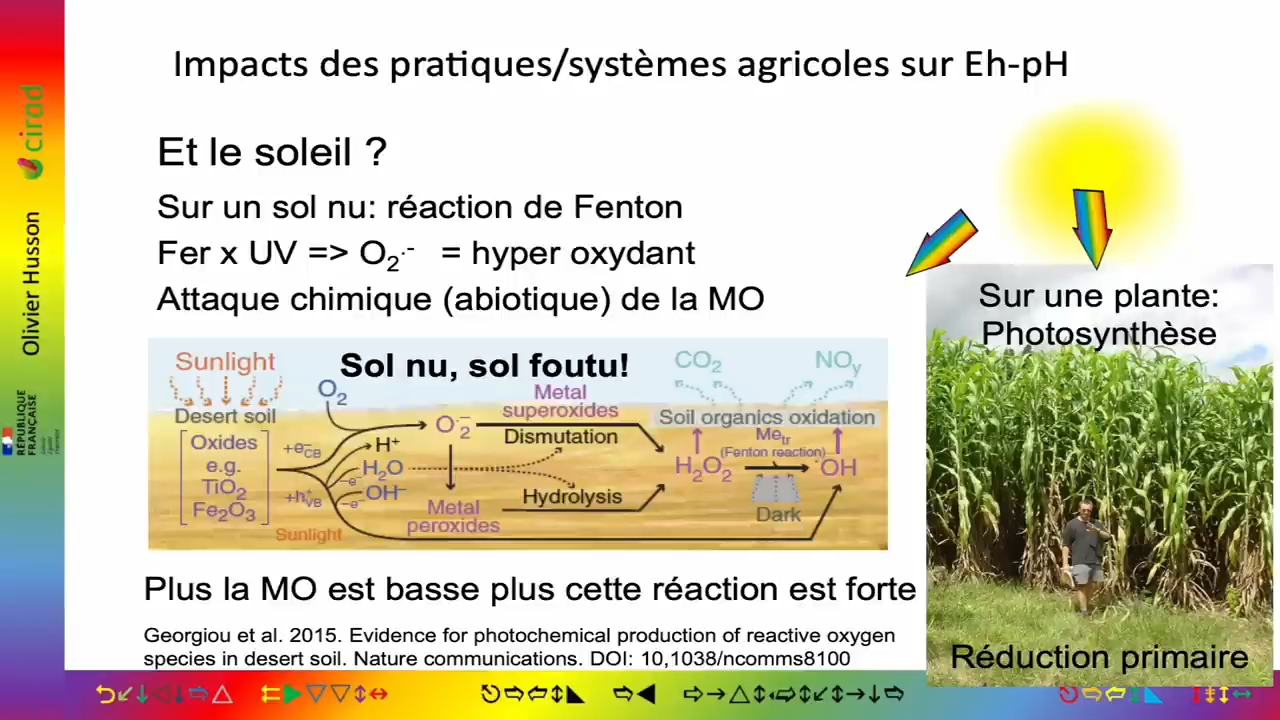 Impacts des pratiques/systèmes agricoles sur Eh-pH
cirad
Olivier Husson
RÉPUBLIQUE
FRANÇAISE
Et le soleil ?
Sur un sol nu: réaction de Fenton
Fer x UV => O₂·⁻ = hyper oxydant
Attaque chimique (abiotique) de la MO
Sur une plante:
Photosynthèse
Sunlight
Sol nu, sol foutu!
CO₂
NOy
O₂
Desert soil
Metal
superoxides
Soil organics oxidation
Oxides
e.g.
TiO₂
Fe₂O₃
+e⁻CB
+h⁺VB
H⁺
H₂O
OH⁻
–e⁻
–e⁻
O₂·⁻
Dismutation
Metr
(Fenton reaction)
H₂O₂
·OH
Hydrolysis
Metal
peroxides
Dark
Sunlight
Plus la MO est basse plus cette réaction est forte
Georgiou et al. 2015. Evidence for photochemical production of reactive oxygen
species in desert soil. Nature communications. DOI: 10,1038/ncomms8100
Réduction primaire